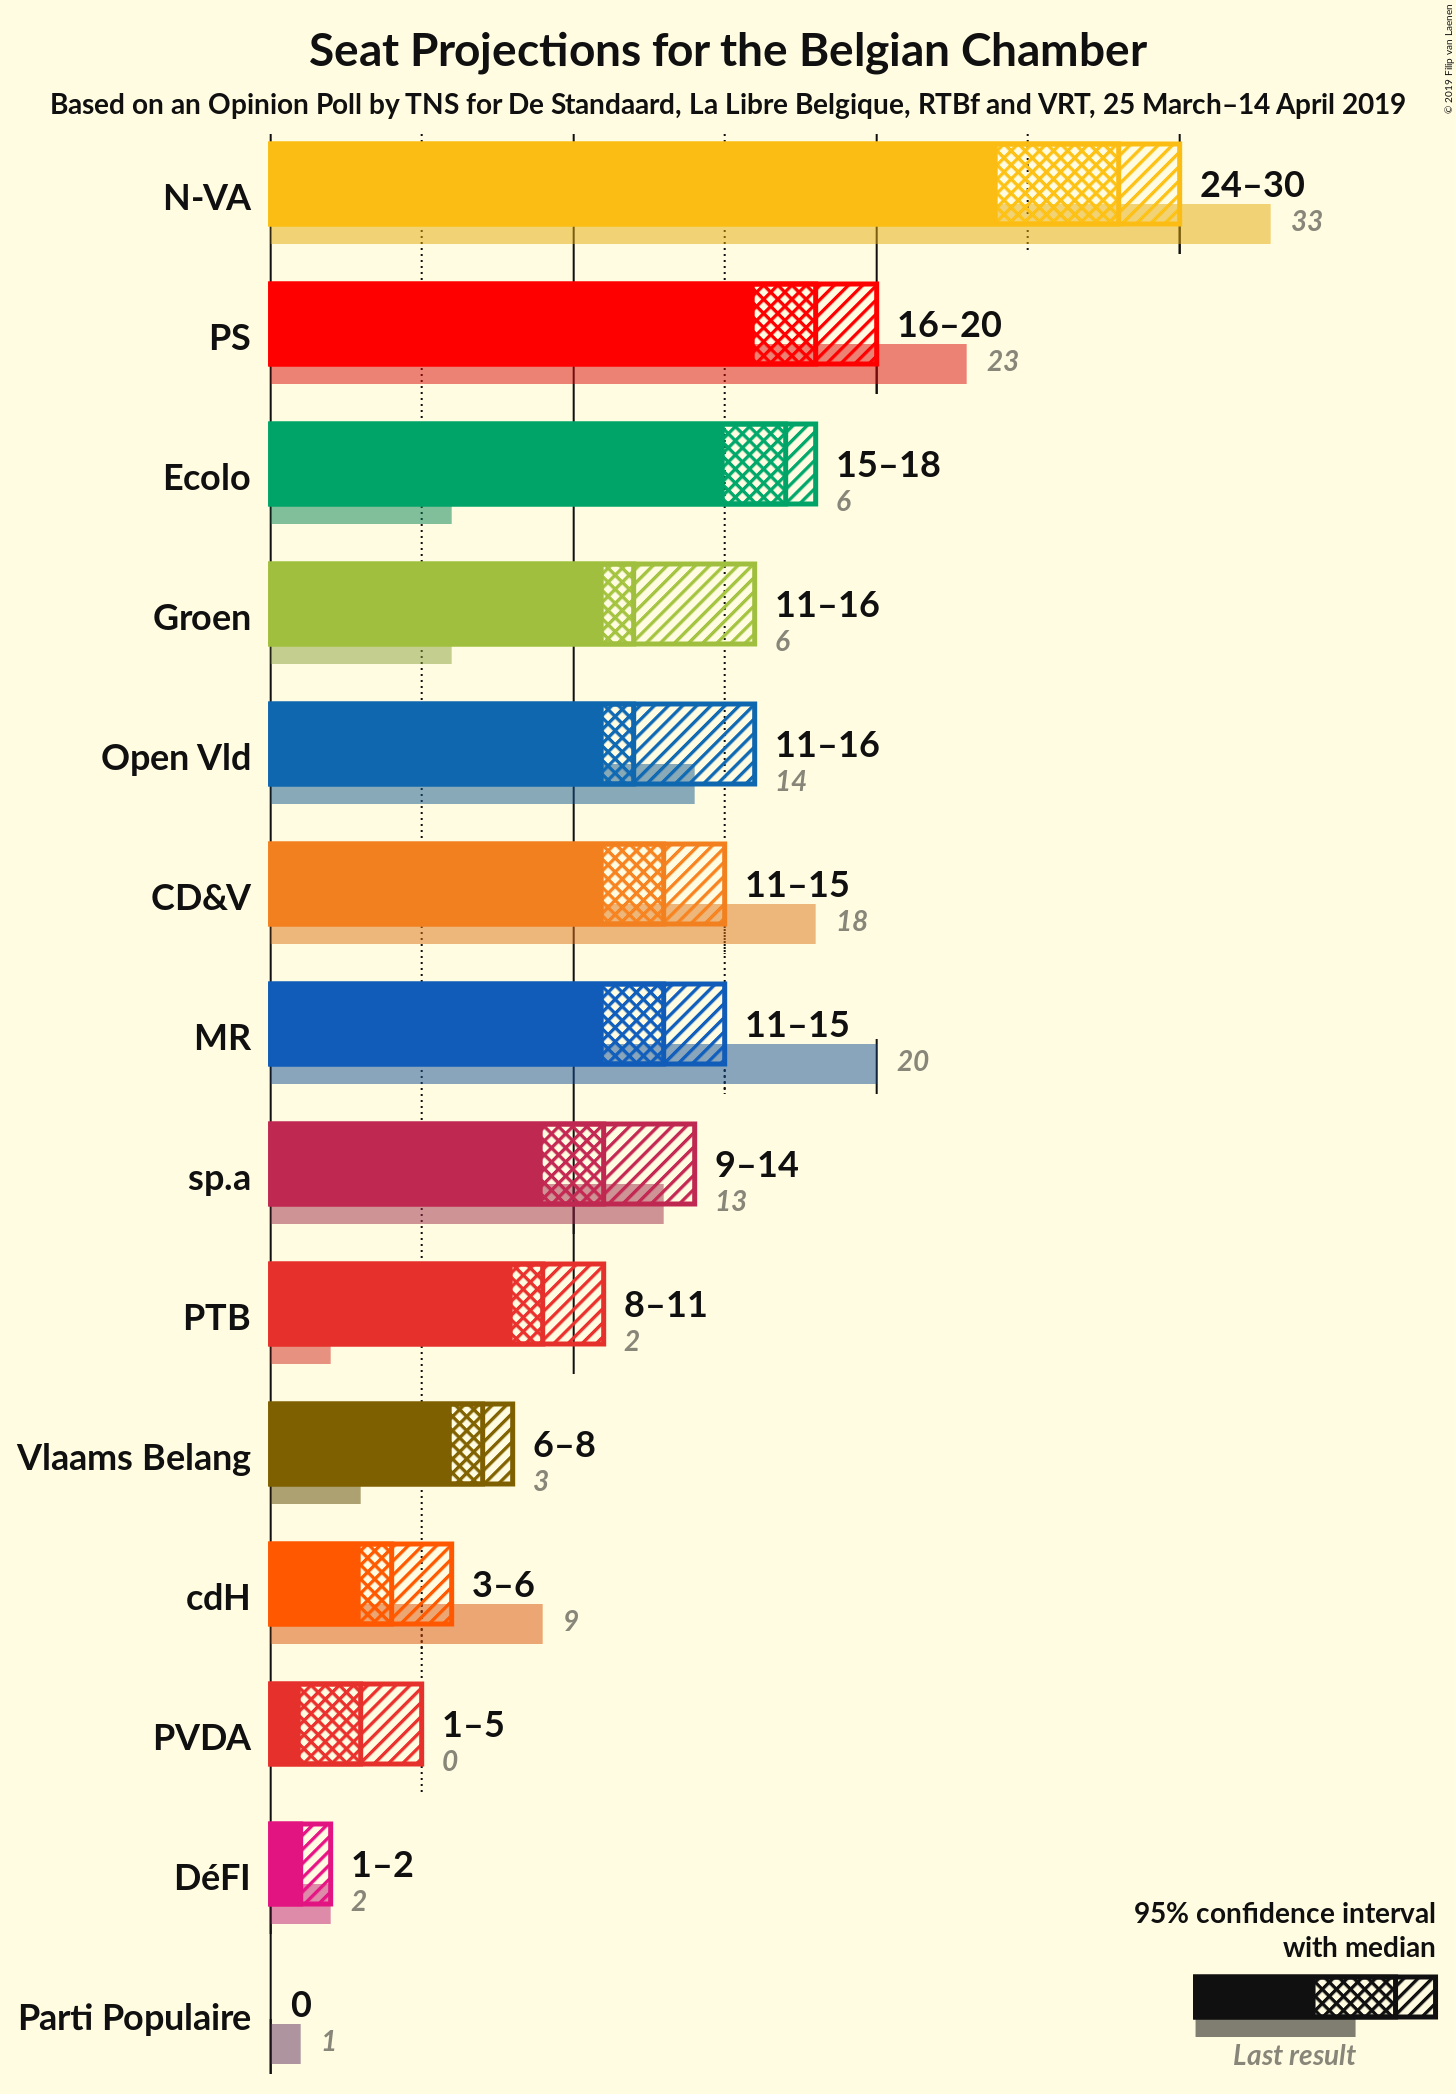 Seat Projections for the Belgian Chamber
Based on an Opinion Poll by TNS for De Standaard, La Libre Belgique, RTBf and VRT, 25 March–14 April 2019
© 2019 Filip van Laenen
N-VA
24–30
33
PS
16–20
23
Ecolo
15–18
6
Groen
11–16
6
Open Vld
11–16
14
CD&V
11–15
18
MR
11–15
20
sp.a
9–14
13
PTB
8–11
2
Vlaams Belang
6–8
3
cdH
3–6
9
PVDA
1–5
0
DéFI
1–2
2
Parti Populaire
0
1
95% confidence interval
with median
Last result